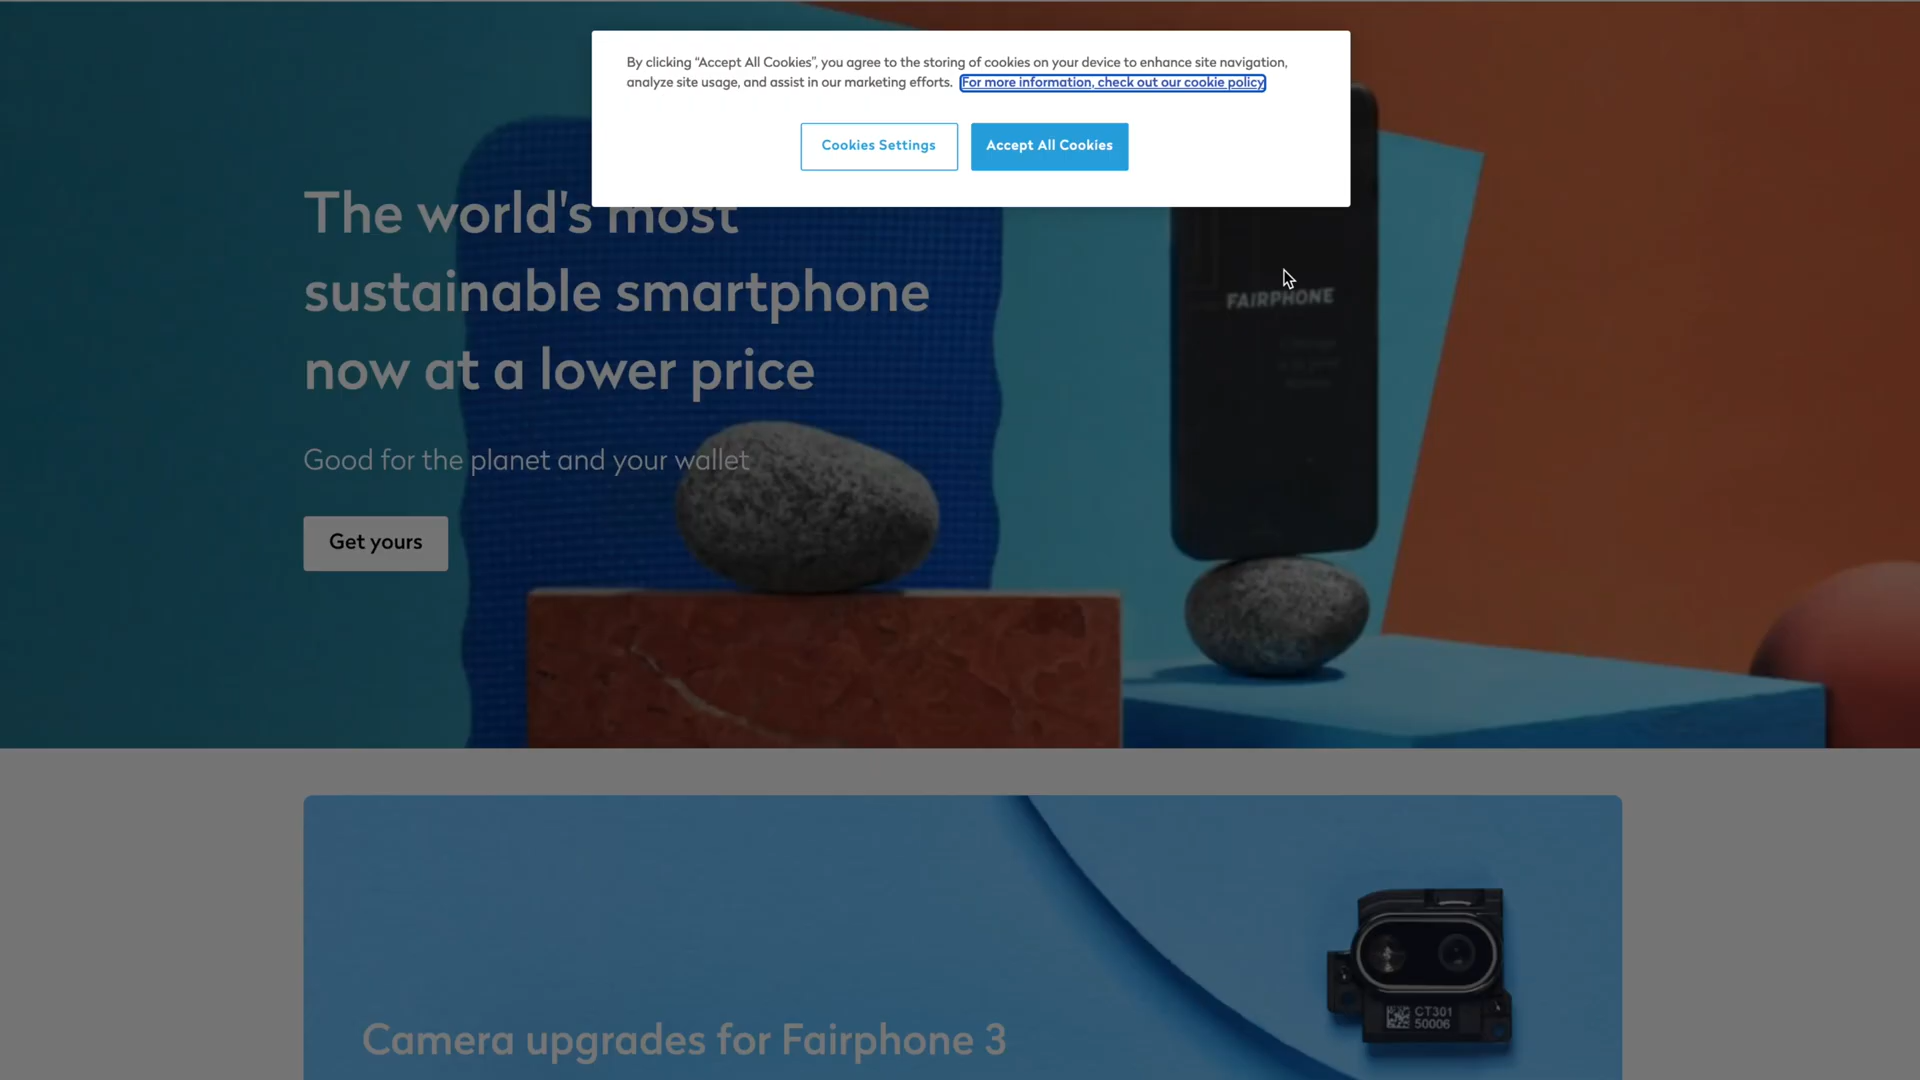 By clicking “Accept All Cookies”, you agree to the storing of cookies on your device to enhance site navigation,
analyze site usage, and assist in our marketing efforts. For more information, check out our cookie policy
Cookies Settings
Accept All Cookies
The world's most
sustainable smartphone
now at a lower price
FAIRPHONE
Good for the planet and your wallet
Get yours
Camera upgrades for Fairphone 3
CT301
50006